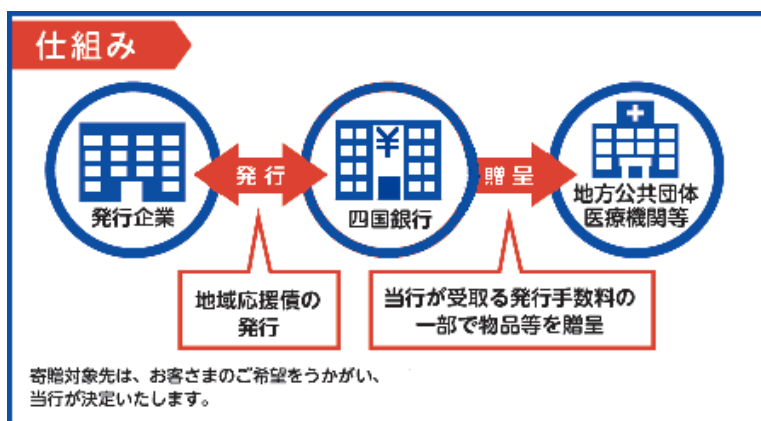 仕組み
発行企業
発行
四国銀行
贈呈
地方公共団体
医療機関等
地域応援債の
発行
当行が受取る発行手数料の
一部で物品等を贈呈
寄贈対象先は、お客さまのご希望をうかがい、
当行が決定いたします。